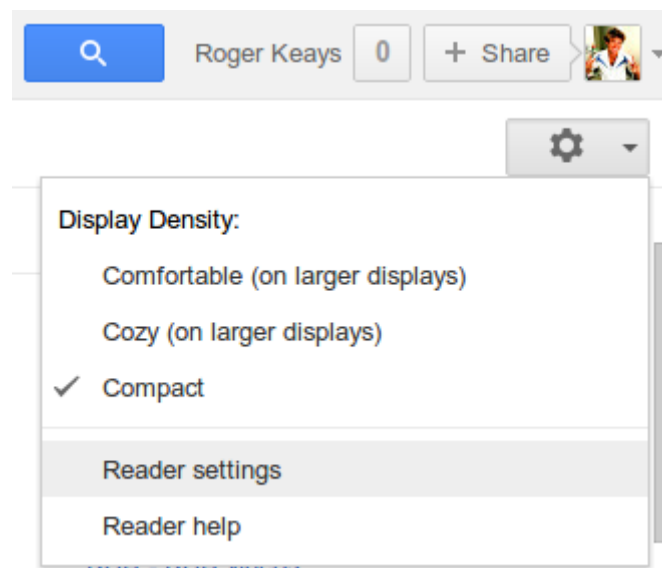 Roger Keays 0 + Share
Display Density:
Comfortable (on larger displays)
Cozy (on larger displays)
Compact
Reader settings
Reader help